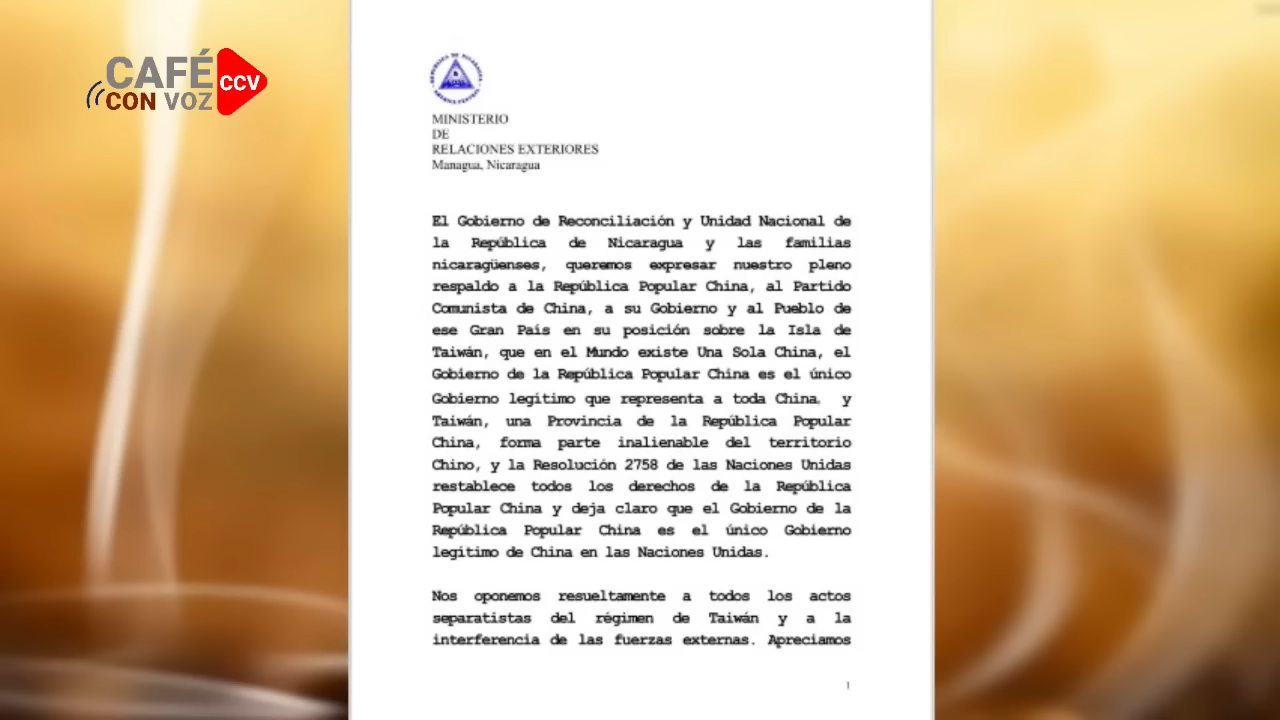 CAFÉ
CON VOZ
CCV
REPUBLICA DE NICARAGUA
MINISTERIO
DE
RELACIONES EXTERIORES
Managua, Nicaragua
El Gobierno de Reconciliación y Unidad Nacional de
la República de Nicaragua y las familias
nicaragüenses, queremos expresar nuestro pleno
respaldo a la República Popular China, al Partido
Comunista de China, a su Gobierno y al Pueblo de
ese Gran País en su posición sobre la Isla de
Taiwán, que en el Mundo existe Una Sola China, el
Gobierno de la República Popular China es el único
Gobierno legítimo que representa a toda China, y
Taiwán, una Provincia de la República Popular
China, forma parte inalienable del territorio
Chino, y la Resolución 2758 de las Naciones Unidas
restablece todos los derechos de la República
Popular China y deja claro que el Gobierno de la
República Popular China es el único Gobierno
legítimo de China en las Naciones Unidas.
Nos oponemos resueltamente a todos los actos
separatistas del régimen de Taiwán y a la
interferencia de las fuerzas externas. Apreciamos
1